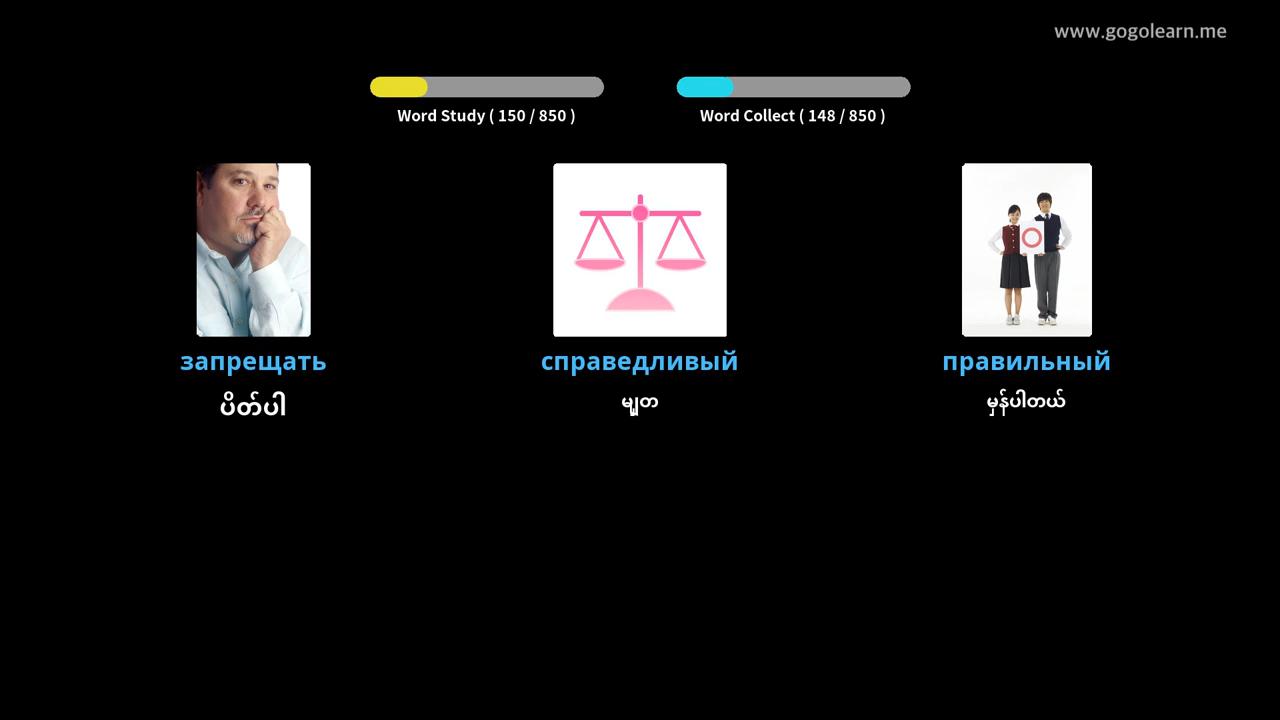 www.gogolearn.me
Word Study ( 150 / 850 )
Word Collect ( 148 / 850 )
запрещать
справедливый
правильный
ပိတ်ပါ
မျှတ
မှန်ပါတယ်